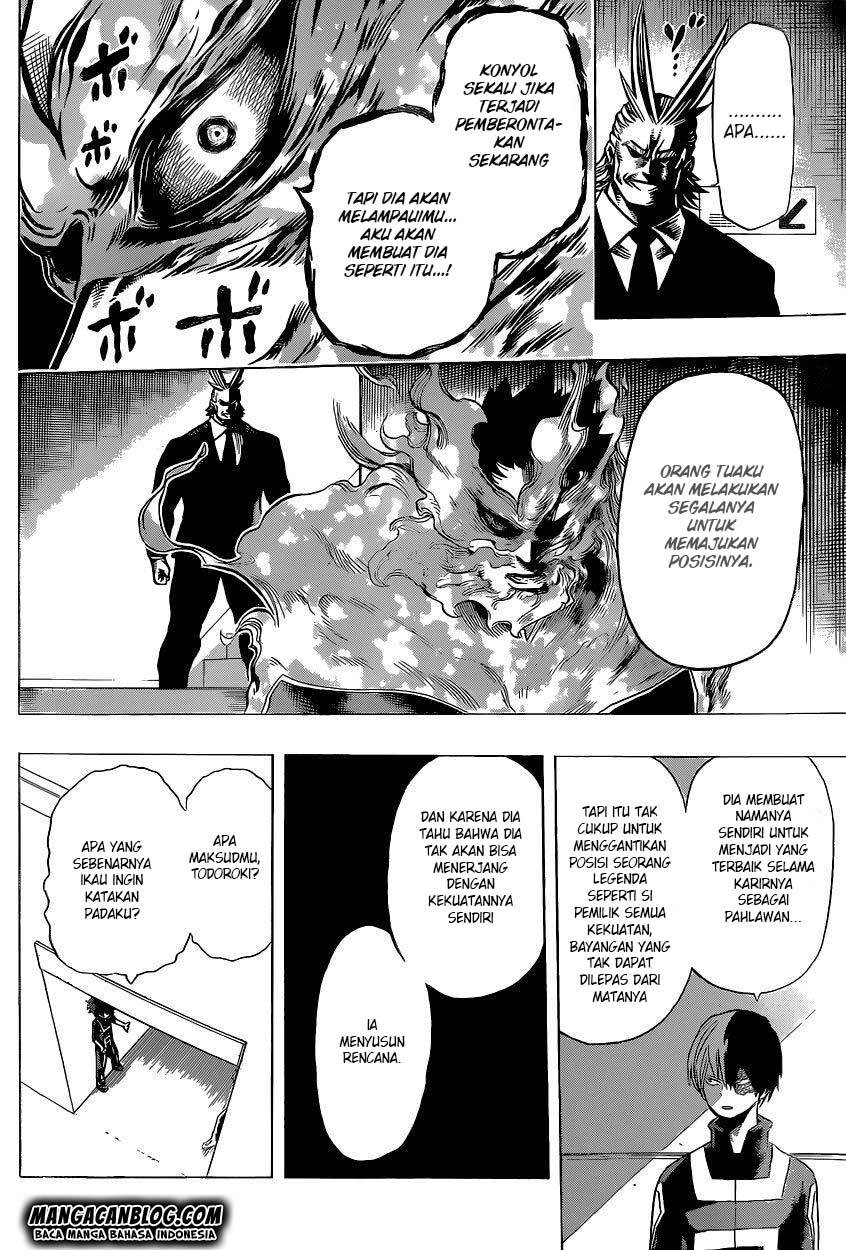 ..........
APA......
KONYOL
SEKALI JIKA
TERJADI
PEMBERONTA-
KAN
SEKARANG
TAPI DIA AKAN
MELAMPAUIMU...
AKU AKAN
MEMBUAT DIA
SEPERTI ITU...!
ボボボ
ボボ
ORANG TUAKU
AKAN MELAKUKAN
SEGALANYA
UNTUK
MEMAJUKAN
POSISINYA.
DIA MEMBUAT
NAMANYA
SENDIRI UNTUK
MENJADI YANG
TERBAIK SELAMA
KARIRNYA
SEBAGAI
PAHLAWAN...
TAPI ITU TAK
CUKUP UNTUK
MENGGANTIKAN
POSISI SEORANG
LEGENDA
SEPERTI SI
PEMILIK SEMUA
KEKUATAN,
BAYANGAN YANG
TAK DAPAT
DILEPAS DARI
MATANYA
DAN KARENA DIA
TAHU BAHWA DIA
TAK AKAN BISA
MENERJANG
DENGAN
KEKUATANNYA
SENDIRI
IA
MENYUSUN
RENCANA.
APA
MAKSUDMU,
TODOROKI?
APA YANG
SEBENARNYA
IKAU INGIN
KATAKAN
PADAKU?
MANGACANBLOG.COM
BACA MANGA BAHASA INDONESIA